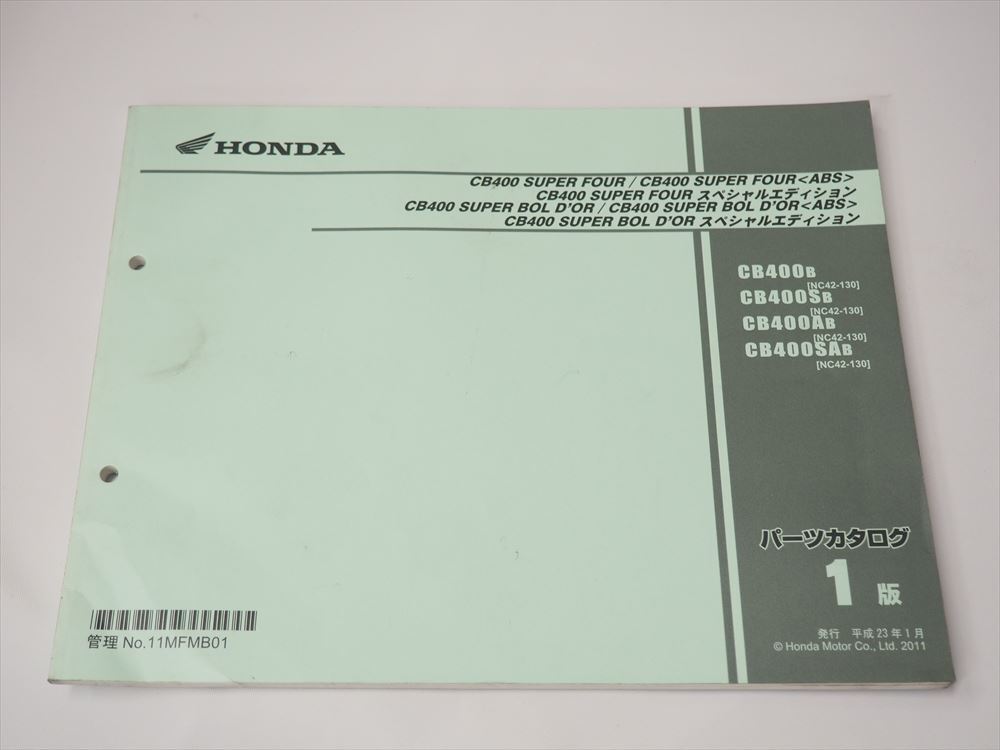 HONDA
CB400 SUPER FOUR / CB400 SUPER FOUR<ABS>
CB400 SUPER FOUR スペシャルエディション
CB400 SUPER BOL D'OR / CB400 SUPER BOL D'OR<ABS>
CB400 SUPER BOL D'OR スペシャルエディション
CB400B
[NC42-130]
CB400SB
[NC42-130]
CB400AB
[NC42-130]
CB400SAB
[NC42-130]
パーツカタログ
1 版
発行 平成 23 年 1 月
© Honda Motor Co., Ltd. 2011
管理 No.11MFMB01